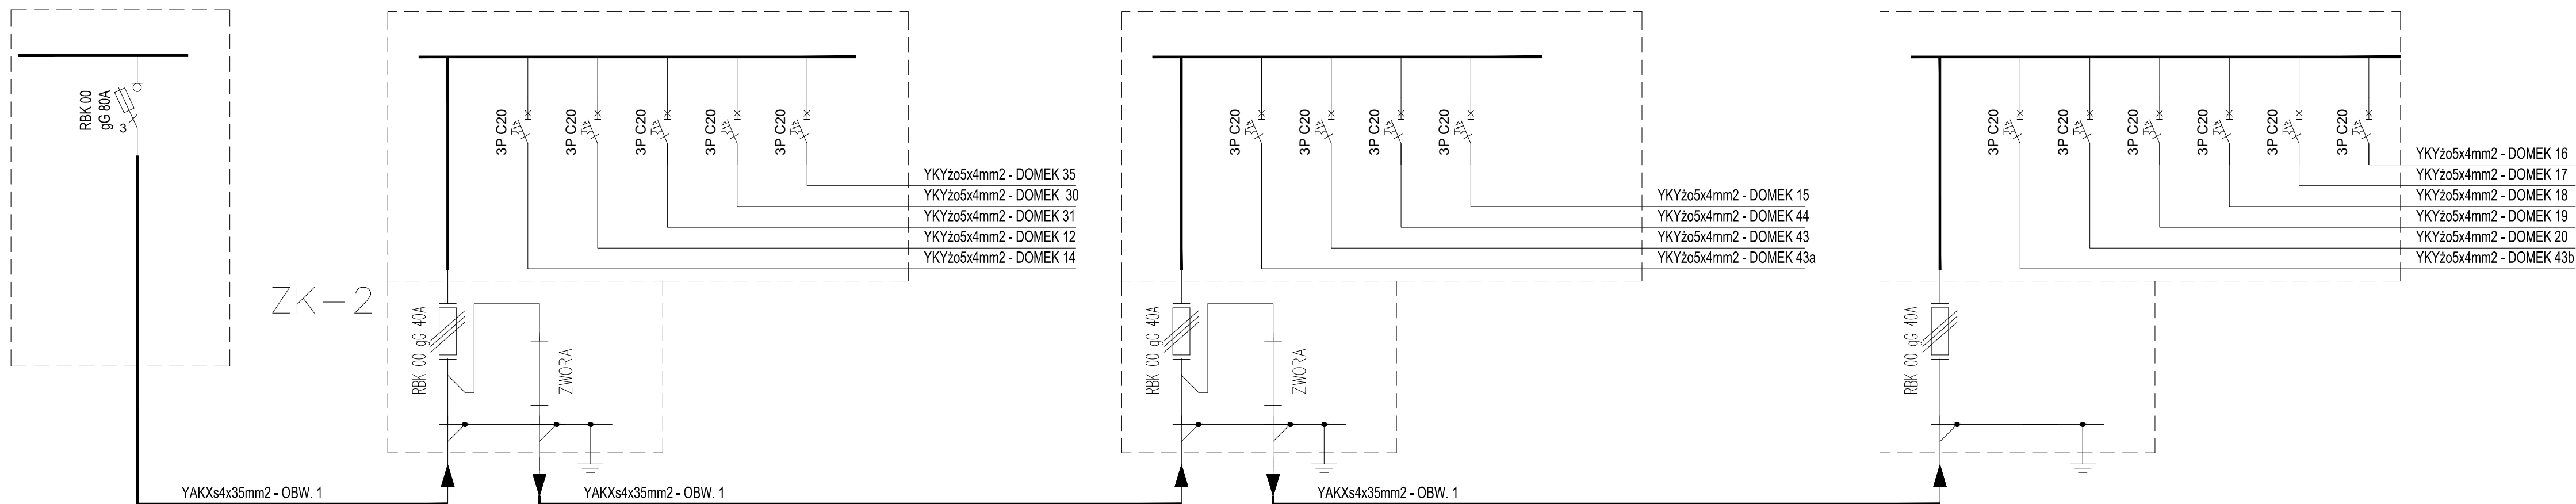 RBK 00
gG 80A
3
ZK-2
3P C20
3P C20
3P C20
3P C20
3P C20
YKYżo5x4mm2 - DOMEK 35
YKYżo5x4mm2 - DOMEK  30
YKYżo5x4mm2 - DOMEK 31
YKYżo5x4mm2 - DOMEK 12
YKYżo5x4mm2 - DOMEK 14
RBK 00 gG 40A
ZWORA
YAKXs4x35mm2 - OBW. 1
3P C20
3P C20
3P C20
3P C20
YKYżo5x4mm2 - DOMEK 15
YKYżo5x4mm2 - DOMEK 44
YKYżo5x4mm2 - DOMEK 43
YKYżo5x4mm2 - DOMEK 43a
RBK 00 gG 40A
ZWORA
YAKXs4x35mm2 - OBW. 1
3P C20
3P C20
3P C20
3P C20
3P C20
3P C20
YKYżo5x4mm2 - DOMEK 16
YKYżo5x4mm2 - DOMEK 17
YKYżo5x4mm2 - DOMEK 18
YKYżo5x4mm2 - DOMEK 19
YKYżo5x4mm2 - DOMEK 20
YKYżo5x4mm2 - DOMEK 43b
RBK 00 gG 40A
YAKXs4x35mm2 - OBW. 1